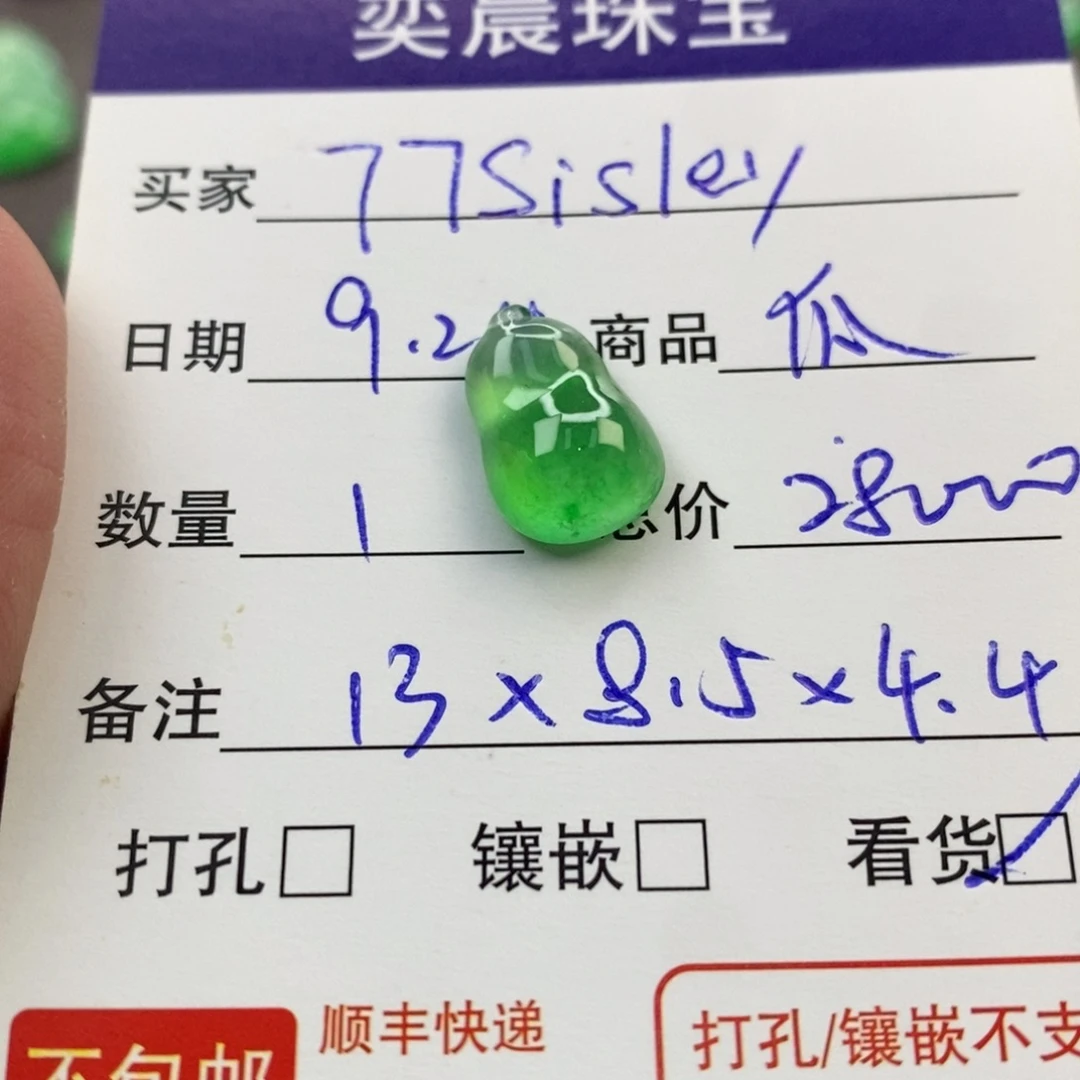 奕晨珠宝
买家 77Sisley
日期 9.2 商品 瓜
数量 1 总价 28000
备注 13×8.5×4.4
打孔 镶嵌 看货
顺丰快递 打孔/镶嵌不支
不包邮